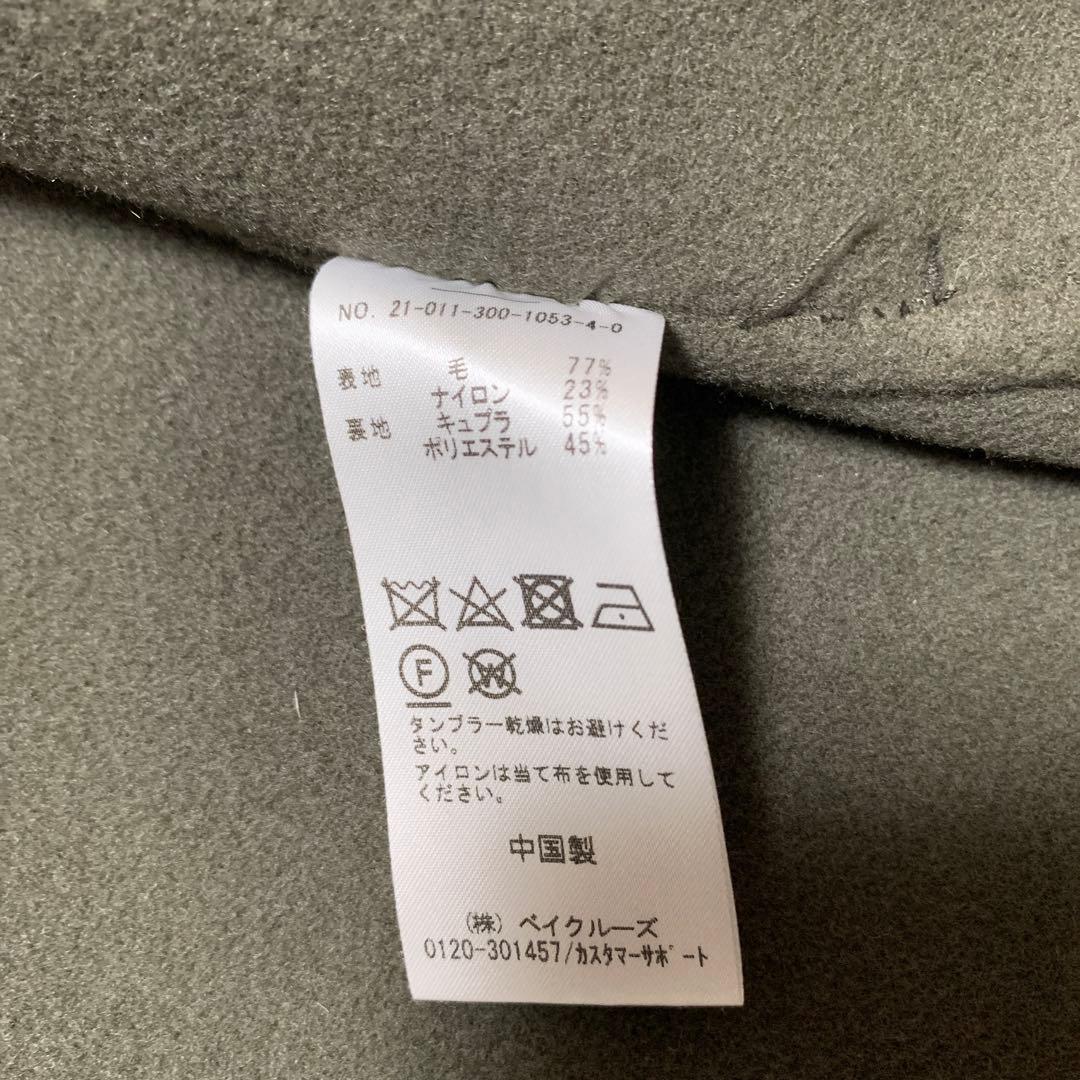 NO. 21-011-300-1053-4-0
表地 毛 77%
ナイロン 23%
裏地 キュプラ 55%
ポリエステル 45%
F W
タンブラー乾燥はお避けくだ
さい。
アイロンは当て布を使用して
ください。
中国製
(株) ベイクルーズ
0120-301457/カスタマーサポート